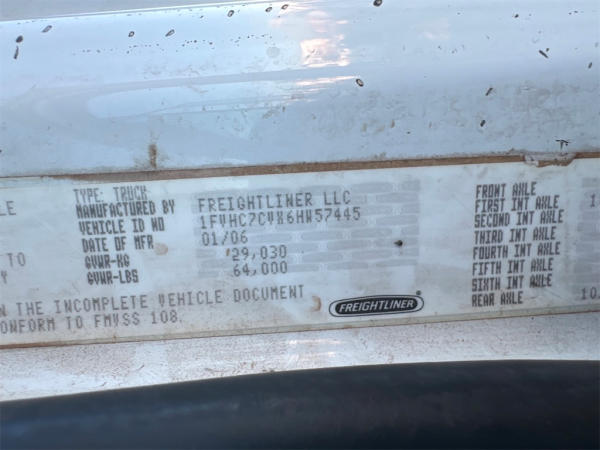 LE
TYPE: TRUCK
MANUFACTURED BY FREIGHTLINER LLC
VEHICLE ID NO 1FVHC7CVX6HW57445
DATE OF MFR 01/06
TO GVWR-KG 29,030
Y GVWR-LBS 64,000
N THE INCOMPLETE VEHICLE DOCUMENT
ONFORM TO FMVSS 108.
FREIGHTLINER
FRONT AXLE
FIRST INT AXLE
SECOND INT AXLE
THIRD INT AXLE
FOURTH INT AXLE
FIFTH INT AXLE
SIXTH INT AXLE
REAR AXLE 10,